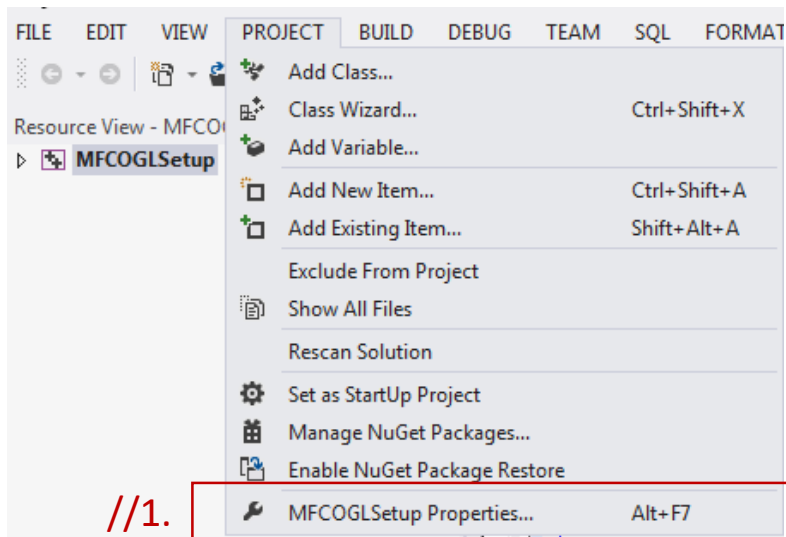 FILE EDIT VIEW PROJECT BUILD DEBUG TEAM SQL FORMAT
Resource View - MFCO
MFCOGLSetup
Add Class...
Class Wizard... Ctrl+Shift+X
Add Variable...
Add New Item... Ctrl+Shift+A
Add Existing Item... Shift+Alt+A
Exclude From Project
Show All Files
Rescan Solution
Set as StartUp Project
Manage NuGet Packages...
Enable NuGet Package Restore
//1.
MFCOGLSetup Properties... Alt+F7